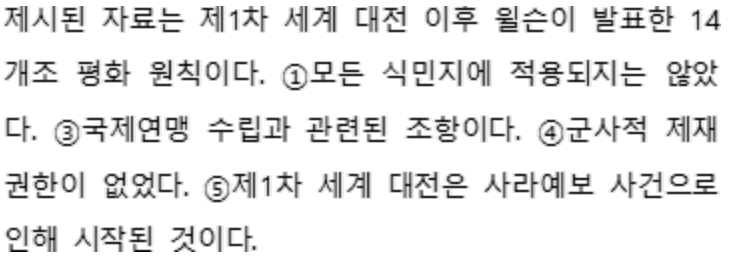 제시된 자료는 제1차 세계 대전 이후 윌슨이 발표한 14
개조 평화 원칙이다. ①모든 식민지에 적용되지는 않았
다. ③국제연맹 수립과 관련된 조항이다. ④군사적 제재
권한이 없었다. ⑤제1차 세계 대전은 사라예보 사건으로
인해 시작된 것이다.